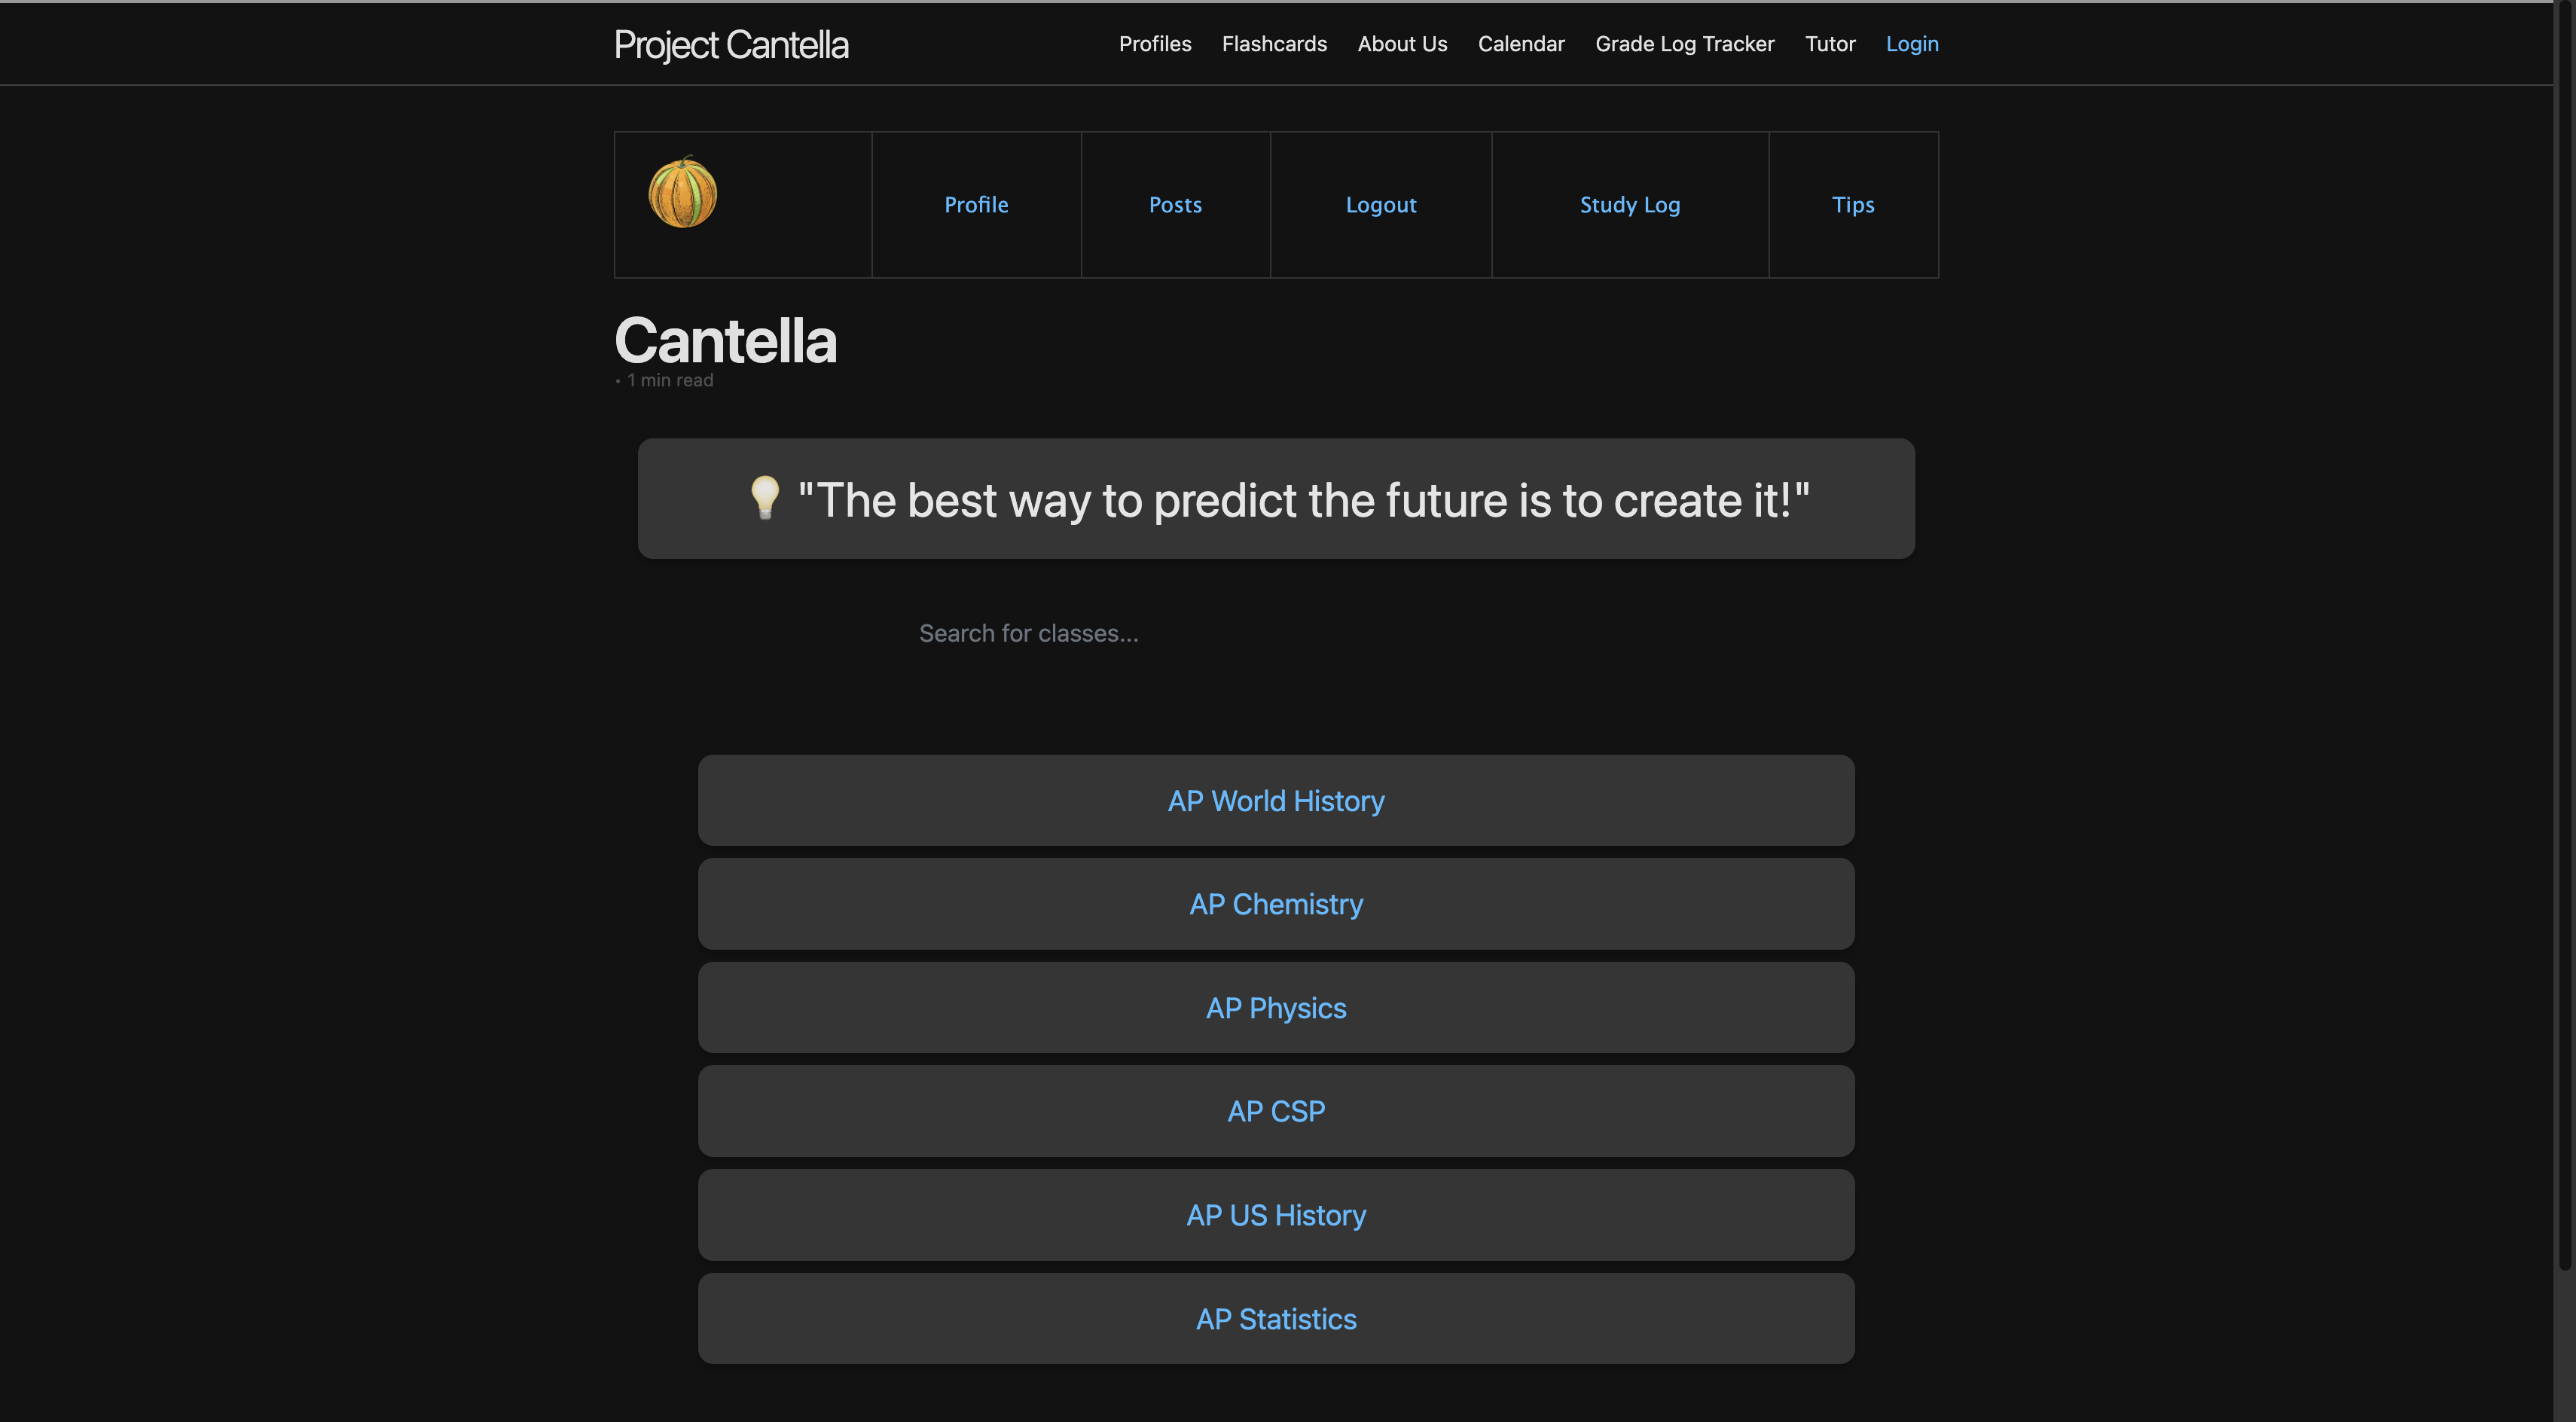 Project Cantella
Profiles Flashcards About Us Calendar Grade Log Tracker Tutor Login
Profile Posts Logout Study Log Tips
Cantella
• 1 min read
💡 "The best way to predict the future is to create it!"
Search for classes...
AP World History
AP Chemistry
AP Physics
AP CSP
AP US History
AP Statistics